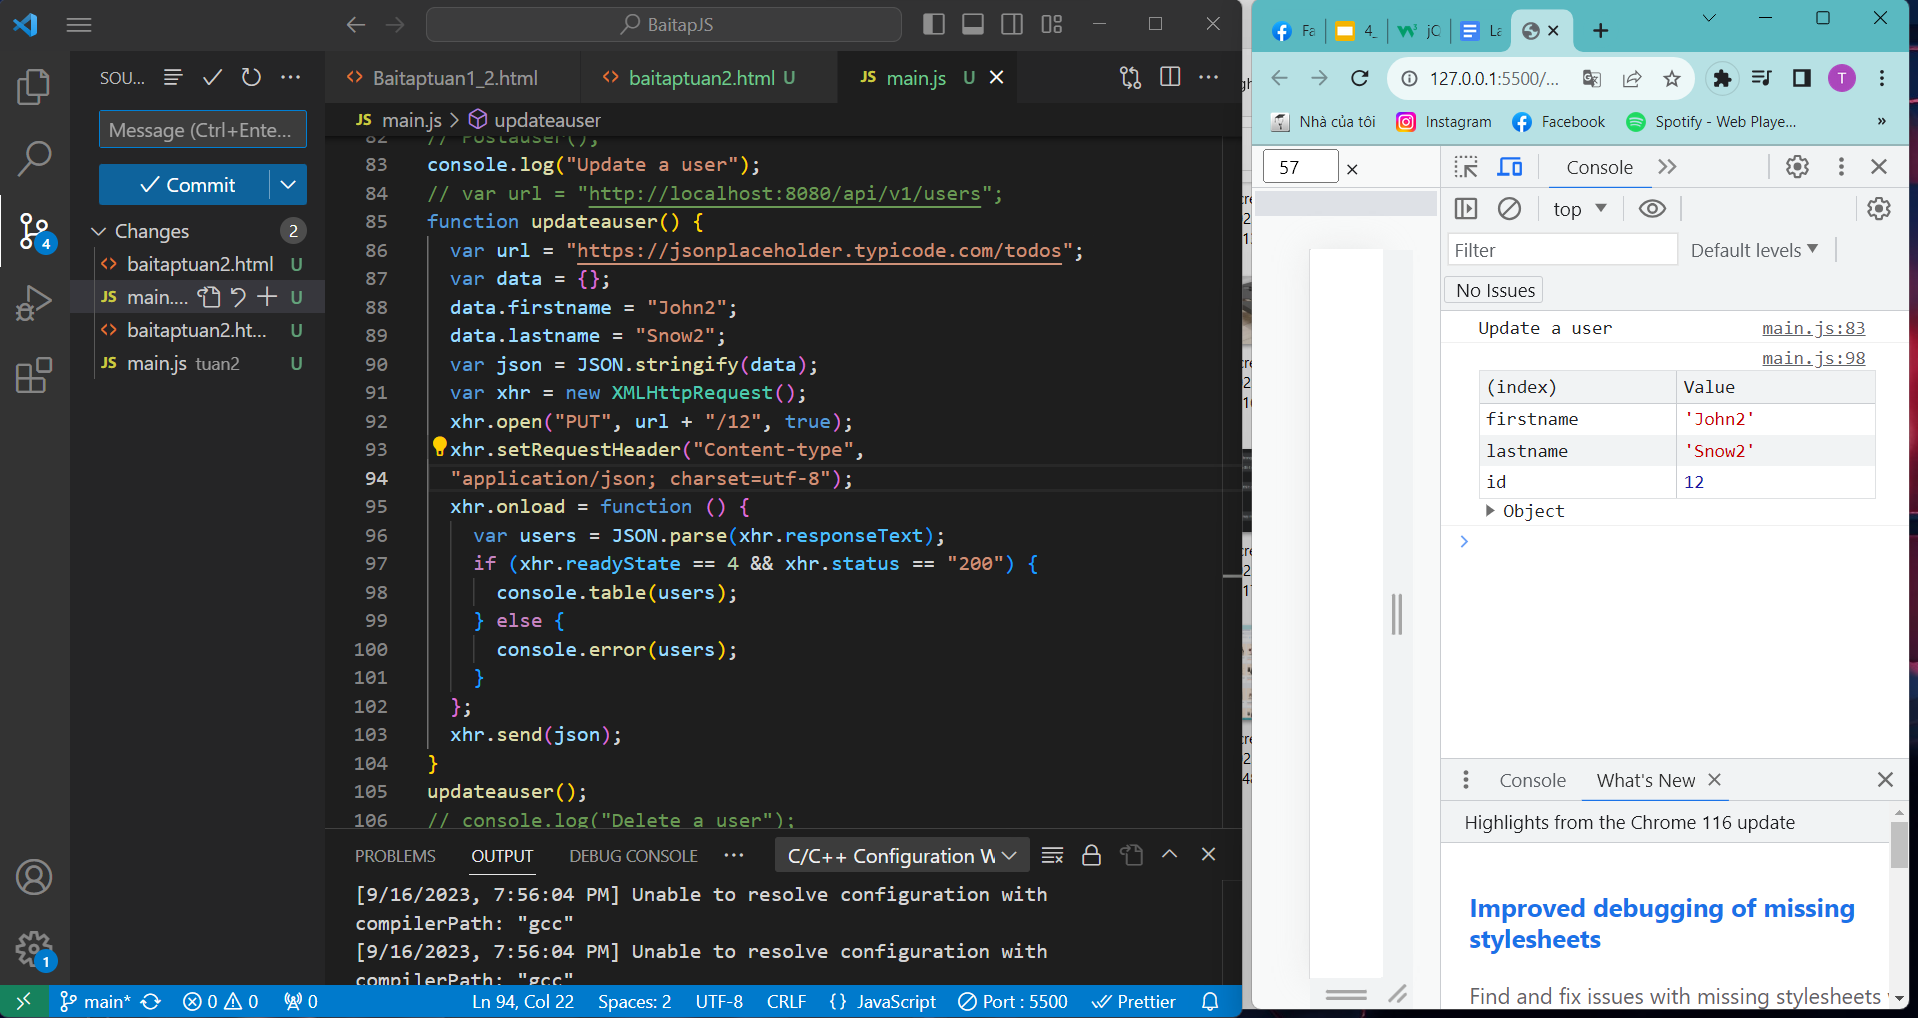 BaitapJS
SOU...
Message (Ctrl+Ente...
Commit
Changes
2
baitaptuan2.html U
JS main.... U
baitaptuan2.ht... U
JS main.js tuan2 U
4
1
Baitaptuan1_2.html
baitaptuan2.html U
JS main.js U
JS main.js > updateauser
82 // Postauser();
83 console.log("Update a user");
84 // var url = "http://localhost:8080/api/v1/users";
85 function updateauser() {
86 var url = "https://jsonplaceholder.typicode.com/todos";
87 var data = {};
88 data.firstname = "John2";
89 data.lastname = "Snow2";
90 var json = JSON.stringify(data);
91 var xhr = new XMLHttpRequest();
92 xhr.open("PUT", url + "/12", true);
93 xhr.setRequestHeader("Content-type",
94 "application/json; charset=utf-8");
95 xhr.onload = function () {
96 var users = JSON.parse(xhr.responseText);
97 if (xhr.readyState == 4 && xhr.status == "200") {
98 console.table(users);
99 } else {
100 console.error(users);
101 }
102 };
103 xhr.send(json);
104 }
105 updateauser();
106 // console.log("Delete a user");
PROBLEMS OUTPUT DEBUG CONSOLE ... C/C++ Configuration W
[9/16/2023, 7:56:04 PM] Unable to resolve configuration with
compilerPath: "gcc"
[9/16/2023, 7:56:04 PM] Unable to resolve configuration with
compilerPath: "gcc"
main* 0 0 0 Ln 94, Col 22 Spaces: 2 UTF-8 CRLF {} JavaScript Port : 5500 Prettier
Fa 4_ jC La
127.0.0.1:5500/...
T
Nhà của tôi Instagram Facebook Spotify - Web Playe... »
57 ×
Console
top
Filter
Default levels
No Issues
Update a user main.js:83
main.js:98
(index) Value
firstname 'John2'
lastname 'Snow2'
id 12
Object
Console What's New
Highlights from the Chrome 116 update
Improved debugging of missing
stylesheets
Find and fix issues with missing stylesheets